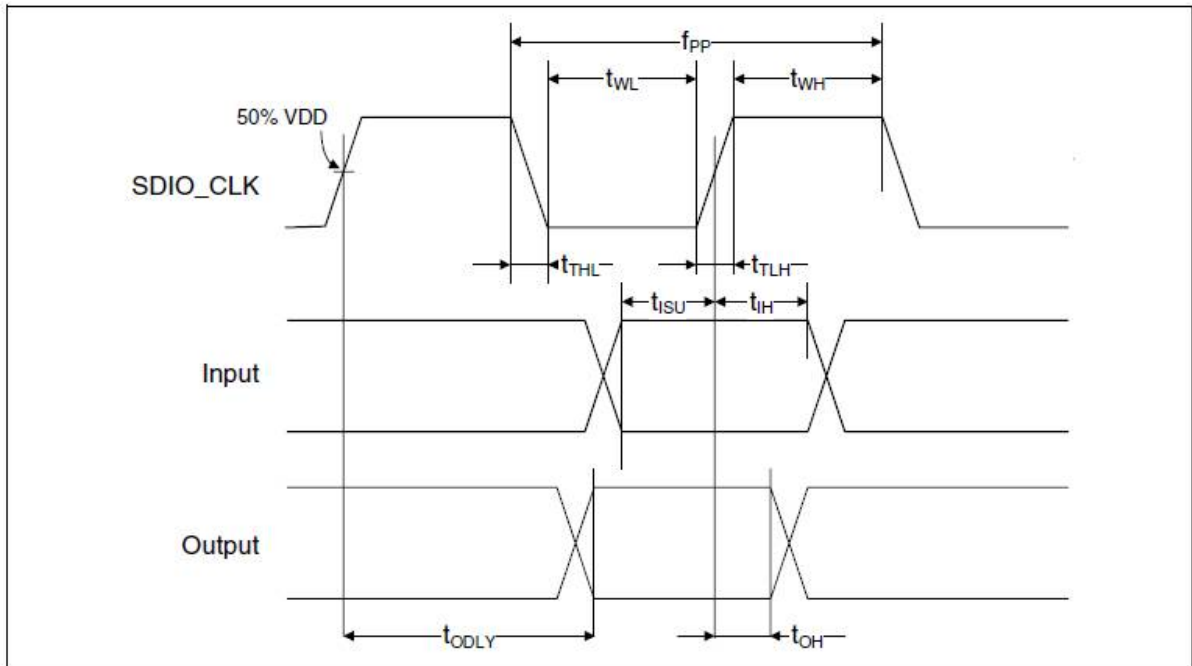 fPP
tWL
tWH
50% VDD
SDIO_CLK
tTHL
tTLH
tISU
tIH
Input
Output
tODLY
tOH